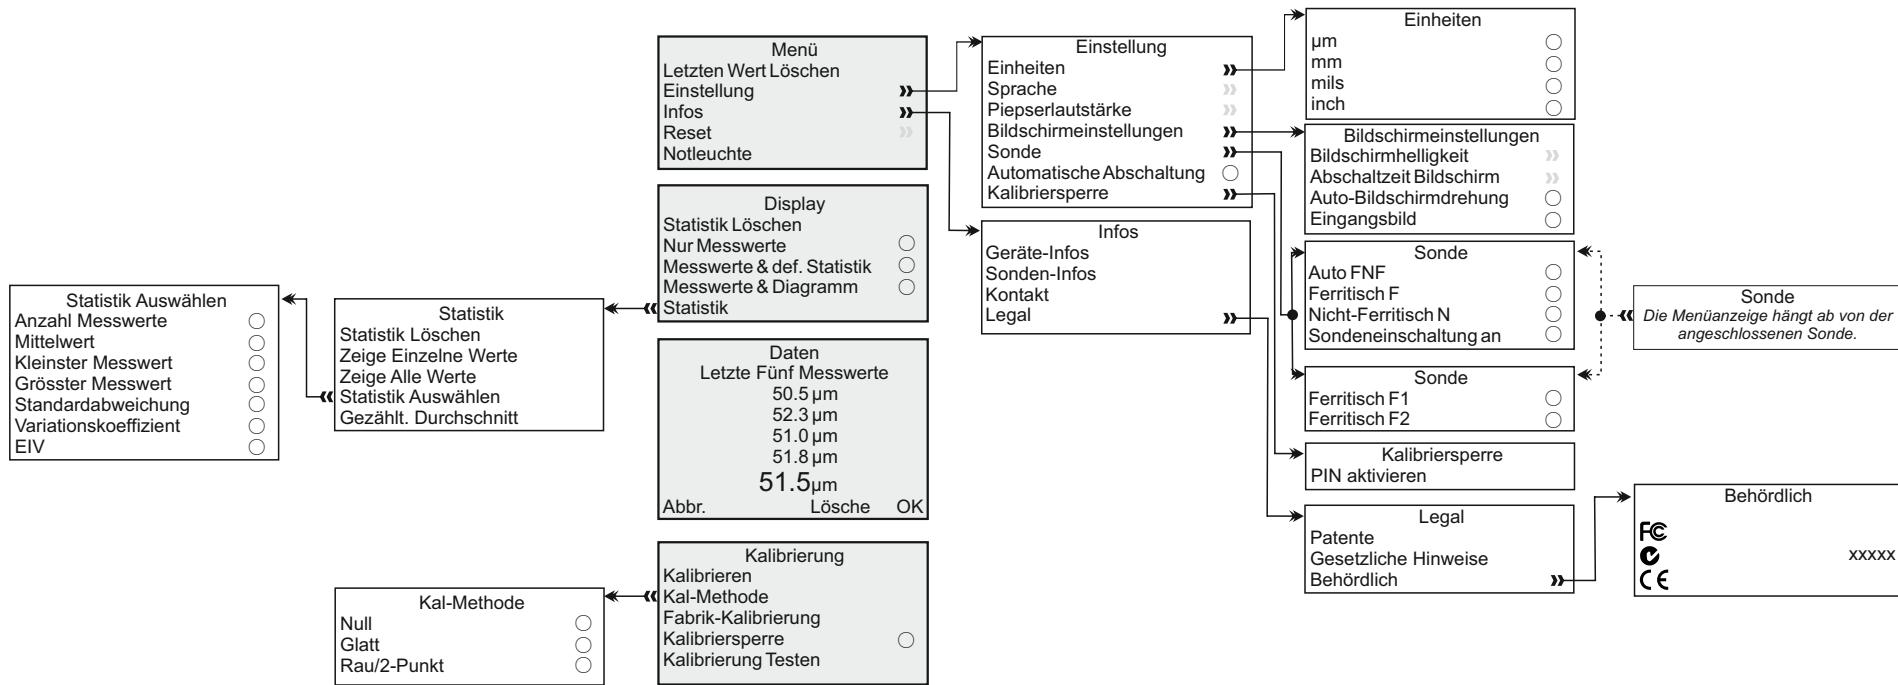 Menü
Letzten Wert Löschen
Einstellung
Infos
Reset
Notleuchte
Display
Statistik Löschen
Nur Messwerte
Messwerte & def. Statistik
Messwerte & Diagramm
Statistik
Statistik
Statistik Löschen
Zeige Einzelne Werte
Zeige Alle Werte
Statistik Auswählen
Gezählt. Durchschnitt
Statistik Auswählen
Anzahl Messwerte
Mittelwert
Kleinster Messwert
Grösster Messwert
Standardabweichung
Variationskoeffizient
EIV
Daten
Letzte Fünf Messwerte
50.5 µm
52.3 µm
51.0 µm
51.8 µm
51.5 µm
Abbr. Lösche OK
Kalibrierung
Kalibrieren
Kal-Methode
Fabrik-Kalibrierung
Kalibriersperre
Kalibrierung Testen
Kal-Methode
Null
Glatt
Rau/2-Punkt
Einstellung
Einheiten
Sprache
Piepserlautstärke
Bildschirmeinstellungen
Sonde
Automatische Abschaltung
Kalibriersperre
Infos
Geräte-Infos
Sonden-Infos
Kontakt
Legal
Einheiten
µm
mm
mils
inch
Bildschirmeinstellungen
Bildschirmhelligkeit
Abschaltzeit Bildschirm
Auto-Bildschirmdrehung
Eingangsbild
Sonde
Auto FNF
Ferritisch F
Nicht-Ferritisch N
Sondeneinschaltung an
Sonde
Ferritisch F1
Ferritisch F2
Sonde
Die Menüanzeige hängt ab von der
angeschlossenen Sonde.
Kalibriersperre
PIN aktivieren
Legal
Patente
Gesetzliche Hinweise
Behördlich
Behördlich
FC
xxxxx
CE